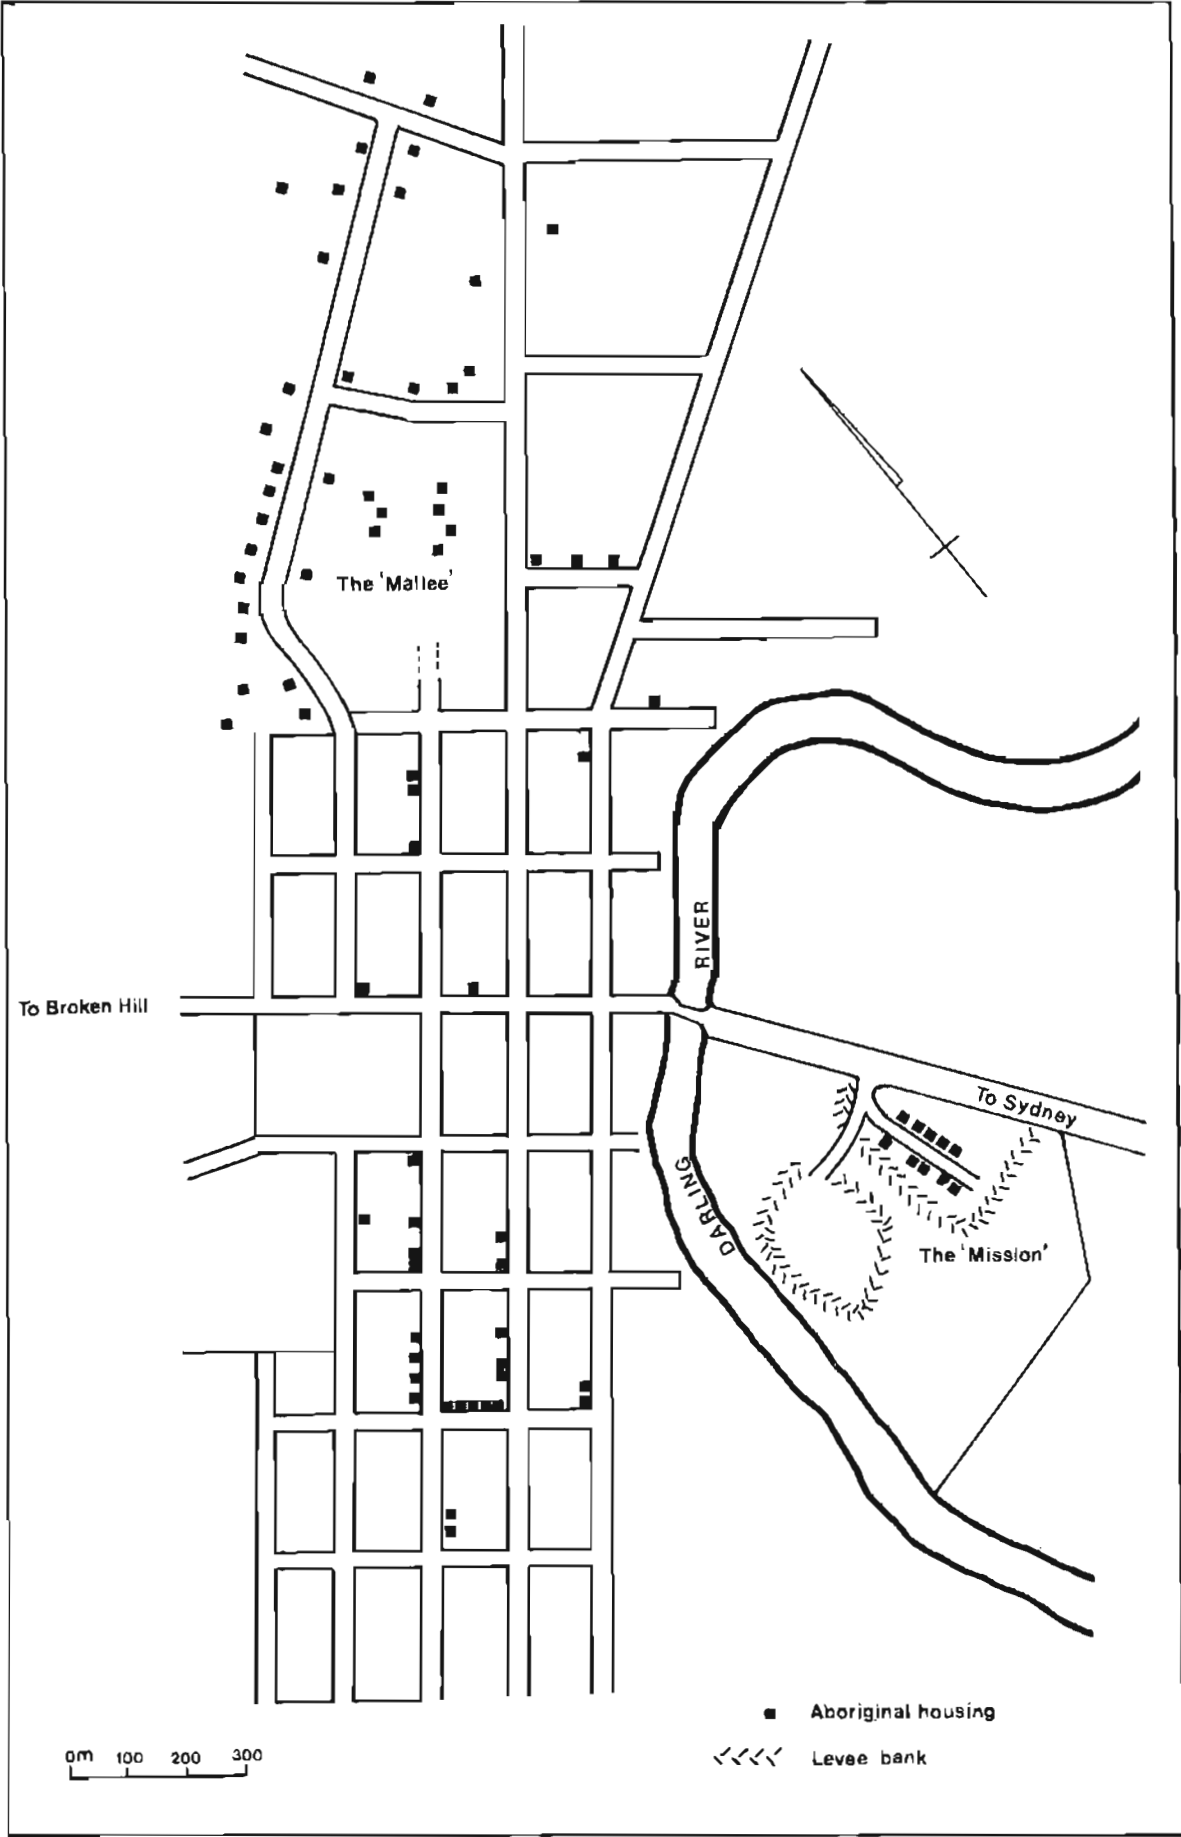 The 'Mallee'
RIVER
To Broken Hill
To Sydney
DARLING
The 'Mission'
Aboriginal housing
Levee bank
0m 100 200 300